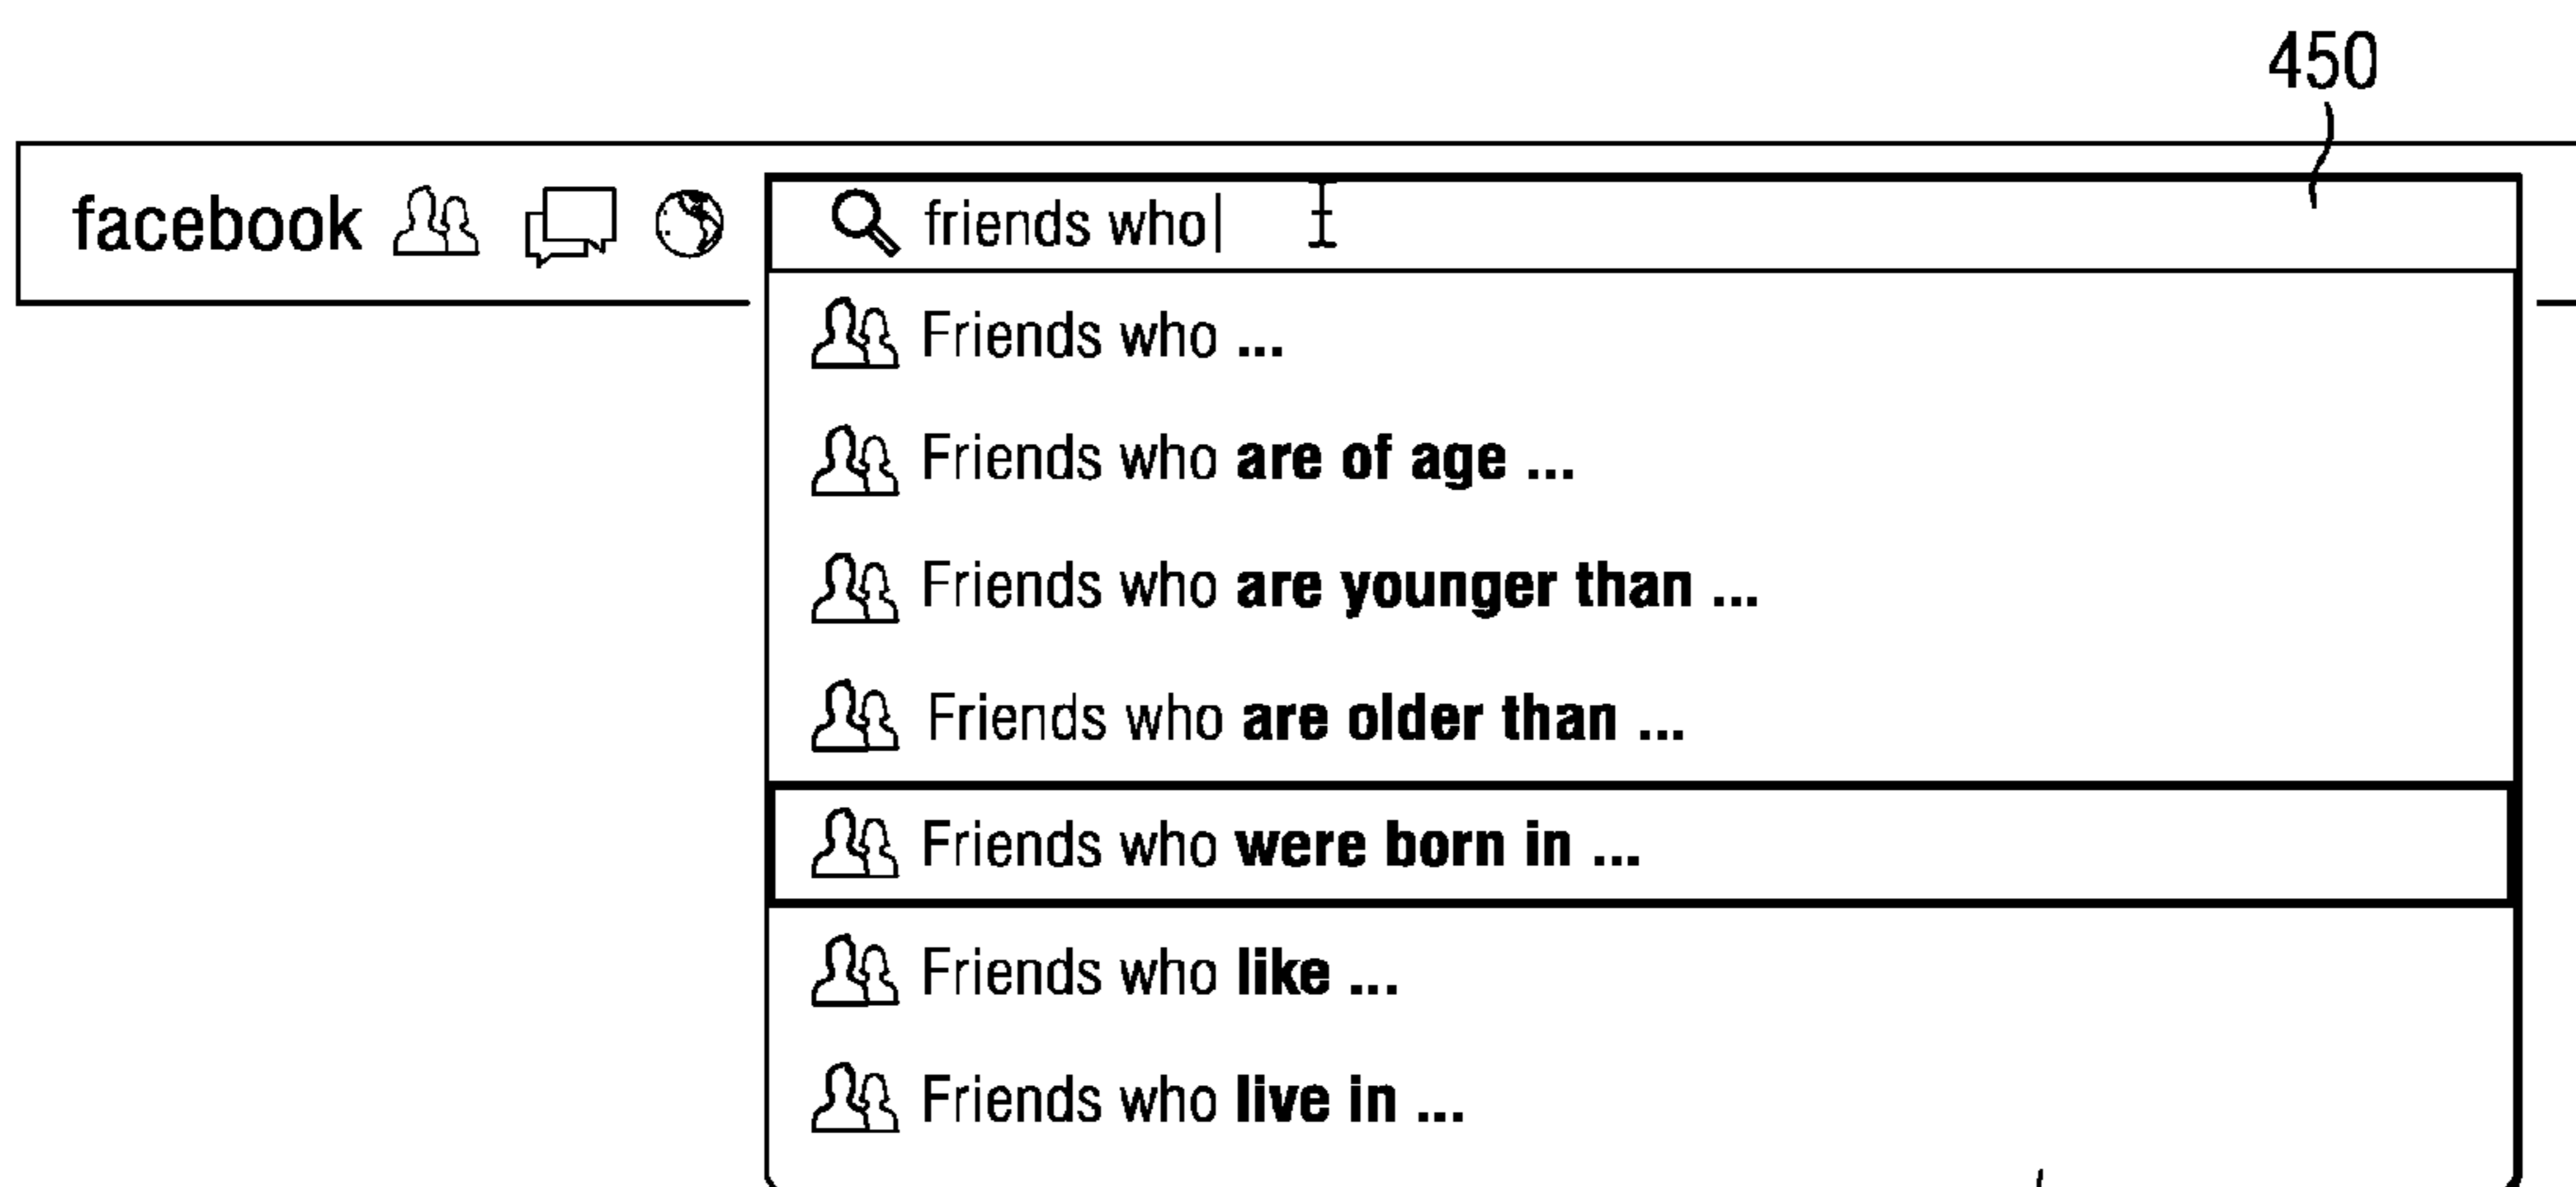 450
facebook friends who
Friends who ...
Friends who are of age ...
Friends who are younger than ...
Friends who are older than ...
Friends who were born in ...
Friends who like ...
Friends who live in ...